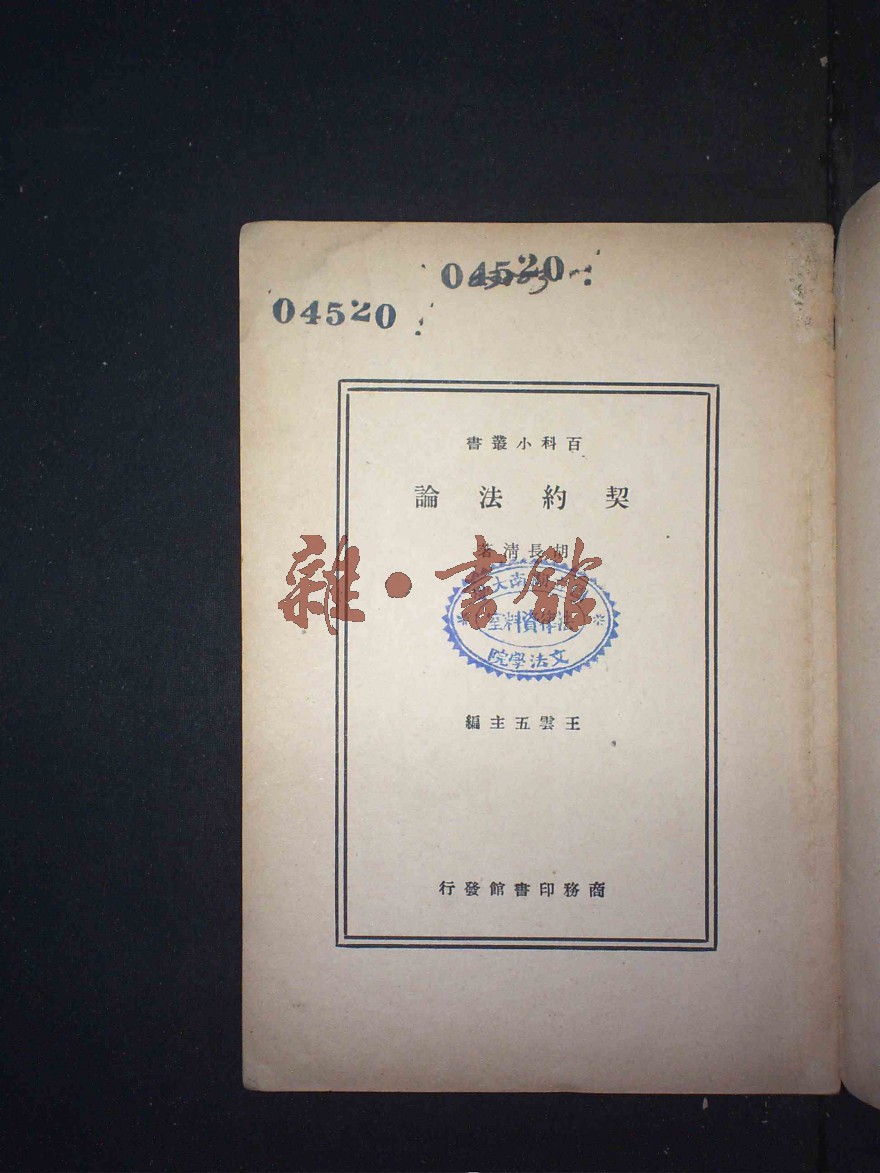 04520
04520
百科小叢書
契約法論
胡長清著
雜·書館
法律資料室
文法學院
王雲五主編
商務印書館發行